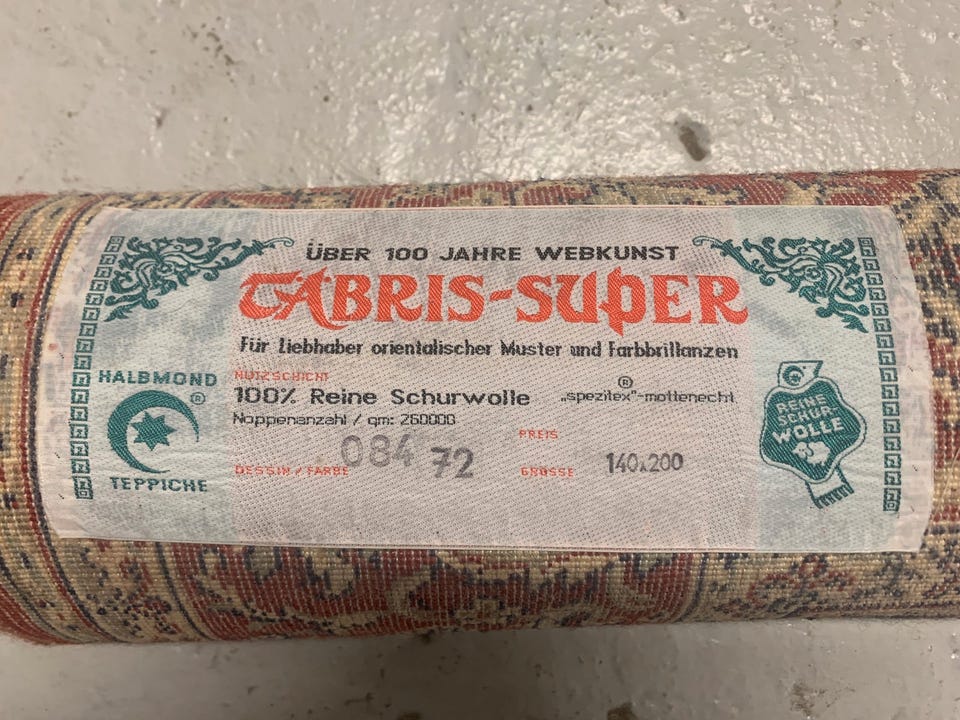 ÜBER 100 JAHRE WEBKUNST
TABRIS-SUPER
Für Liebhaber orientalischer Muster und Farbbrillanzen
HALBMOND
®
TEPPICHE
NUTZSCHICHT
100% Reine Schurwolle
„spezitex"®-mottenecht
Noppenanzahl / qm: 260000
DESSIN / FARBE 084 72
PREIS
GRÖSSE 140x200
REINE
SCHUR-
WOLLE